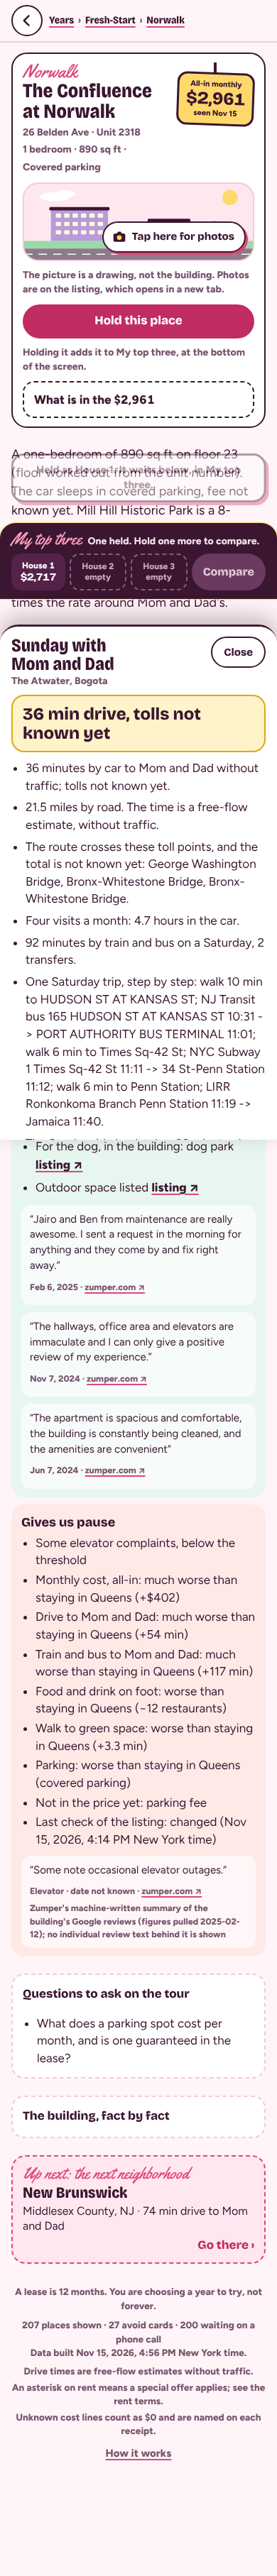 Years › Fresh-Start › Norwalk
Norwalk
The Confluence
at Norwalk
26 Belden Ave · Unit 2318
1 bedroom · 890 sq ft ·
Covered parking
All-in monthly
$2,961
seen Nov 15
Tap here for photos
The picture is a drawing, not the building. Photos
are on the listing, which opens in a new tab.
Hold this place
Holding it adds it to My top three, at the bottom
of the screen.
What is in the $2,961
A one-bedroom of 890 sq ft on floor 23
(floor worked out from the unit number).
Held as House 1. It waits below, in My top
three.
The car sleeps in covered parking, fee not
known yet. Mill Hill Historic Park is a 8-
My top three One held. Hold one more to compare.
House 1
$2,717
House 2
empty
House 3
empty
Compare
times the rate around Mom and Dad's.
Sunday with
Mom and Dad
The Atwater, Bogota
Close
36 min drive, tolls not
known yet
• 36 minutes by car to Mom and Dad without
traffic; tolls not known yet.
• 21.5 miles by road. The time is a free-flow
estimate, without traffic.
• The route crosses these toll points, and the
total is not known yet: George Washington
Bridge, Bronx-Whitestone Bridge, Bronx-
Whitestone Bridge.
• Four visits a month: 4.7 hours in the car.
• 92 minutes by train and bus on a Saturday, 2
transfers.
• One Saturday trip, step by step: walk 10 min
to HUDSON ST AT KANSAS ST; NJ Transit
bus 165 HUDSON ST AT KANSAS ST 10:31 -
> PORT AUTHORITY BUS TERMINAL 11:01;
walk 6 min to Times Sq-42 St; NYC Subway
1 Times Sq-42 St 11:11 -> 34 St-Penn Station
11:12; walk 6 min to Penn Station; LIRR
Ronkonkoma Branch Penn Station 11:19 ->
Jamaica 11:40.
• For the dog, in the building: dog park
listing ↗
• Outdoor space listed listing ↗
“Jairo and Ben from maintenance are really
awesome. I sent a request in the morning for
anything and they come by and fix right
away.”
Feb 6, 2025 · zumper.com ↗
“The hallways, office area and elevators are
immaculate and I can only give a positive
review of my experience.”
Nov 7, 2024 · zumper.com ↗
“The apartment is spacious and comfortable,
the building is constantly being cleaned, and
the amenities are convenient”
Jun 7, 2024 · zumper.com ↗
Gives us pause
• Some elevator complaints, below the
threshold
• Monthly cost, all-in: much worse than
staying in Queens (+$402)
• Drive to Mom and Dad: much worse than
staying in Queens (+54 min)
• Train and bus to Mom and Dad: much
worse than staying in Queens (+117 min)
• Food and drink on foot: worse than
staying in Queens (−12 restaurants)
• Walk to green space: worse than staying
in Queens (+3.3 min)
• Parking: worse than staying in Queens
(covered parking)
• Not in the price yet: parking fee
• Last check of the listing: changed (Nov
15, 2026, 4:14 PM New York time)
“Some note occasional elevator outages.”
Elevator · date not known · zumper.com ↗
Zumper's machine-written summary of the
building's Google reviews (figures pulled 2025-02-
12); no individual review text behind it is shown
Questions to ask on the tour
• What does a parking spot cost per
month, and is one guaranteed in the
lease?
The building, fact by fact
Up next: the next neighborhood
New Brunswick
Middlesex County, NJ · 74 min drive to Mom
and Dad
Go there ›
A lease is 12 months. You are choosing a year to try, not
forever.
207 places shown · 27 avoid cards · 200 waiting on a
phone call
Data built Nov 15, 2026, 4:56 PM New York time.
Drive times are free-flow estimates without traffic.
An asterisk on rent means a special offer applies; see the
rent terms.
Unknown cost lines count as $0 and are named on each
receipt.
How it works